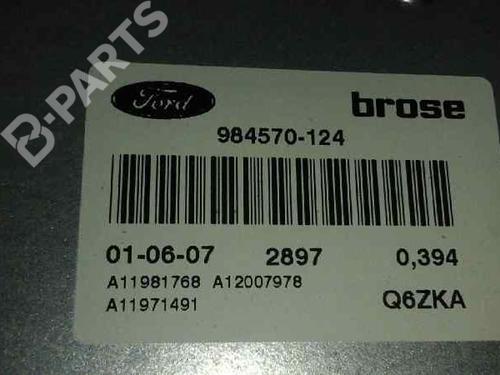 B-PARTS
Ford
brose
984570-124
01-06-07 2897 0,394
A11981768 A12007978
A11971491 Q6ZKA